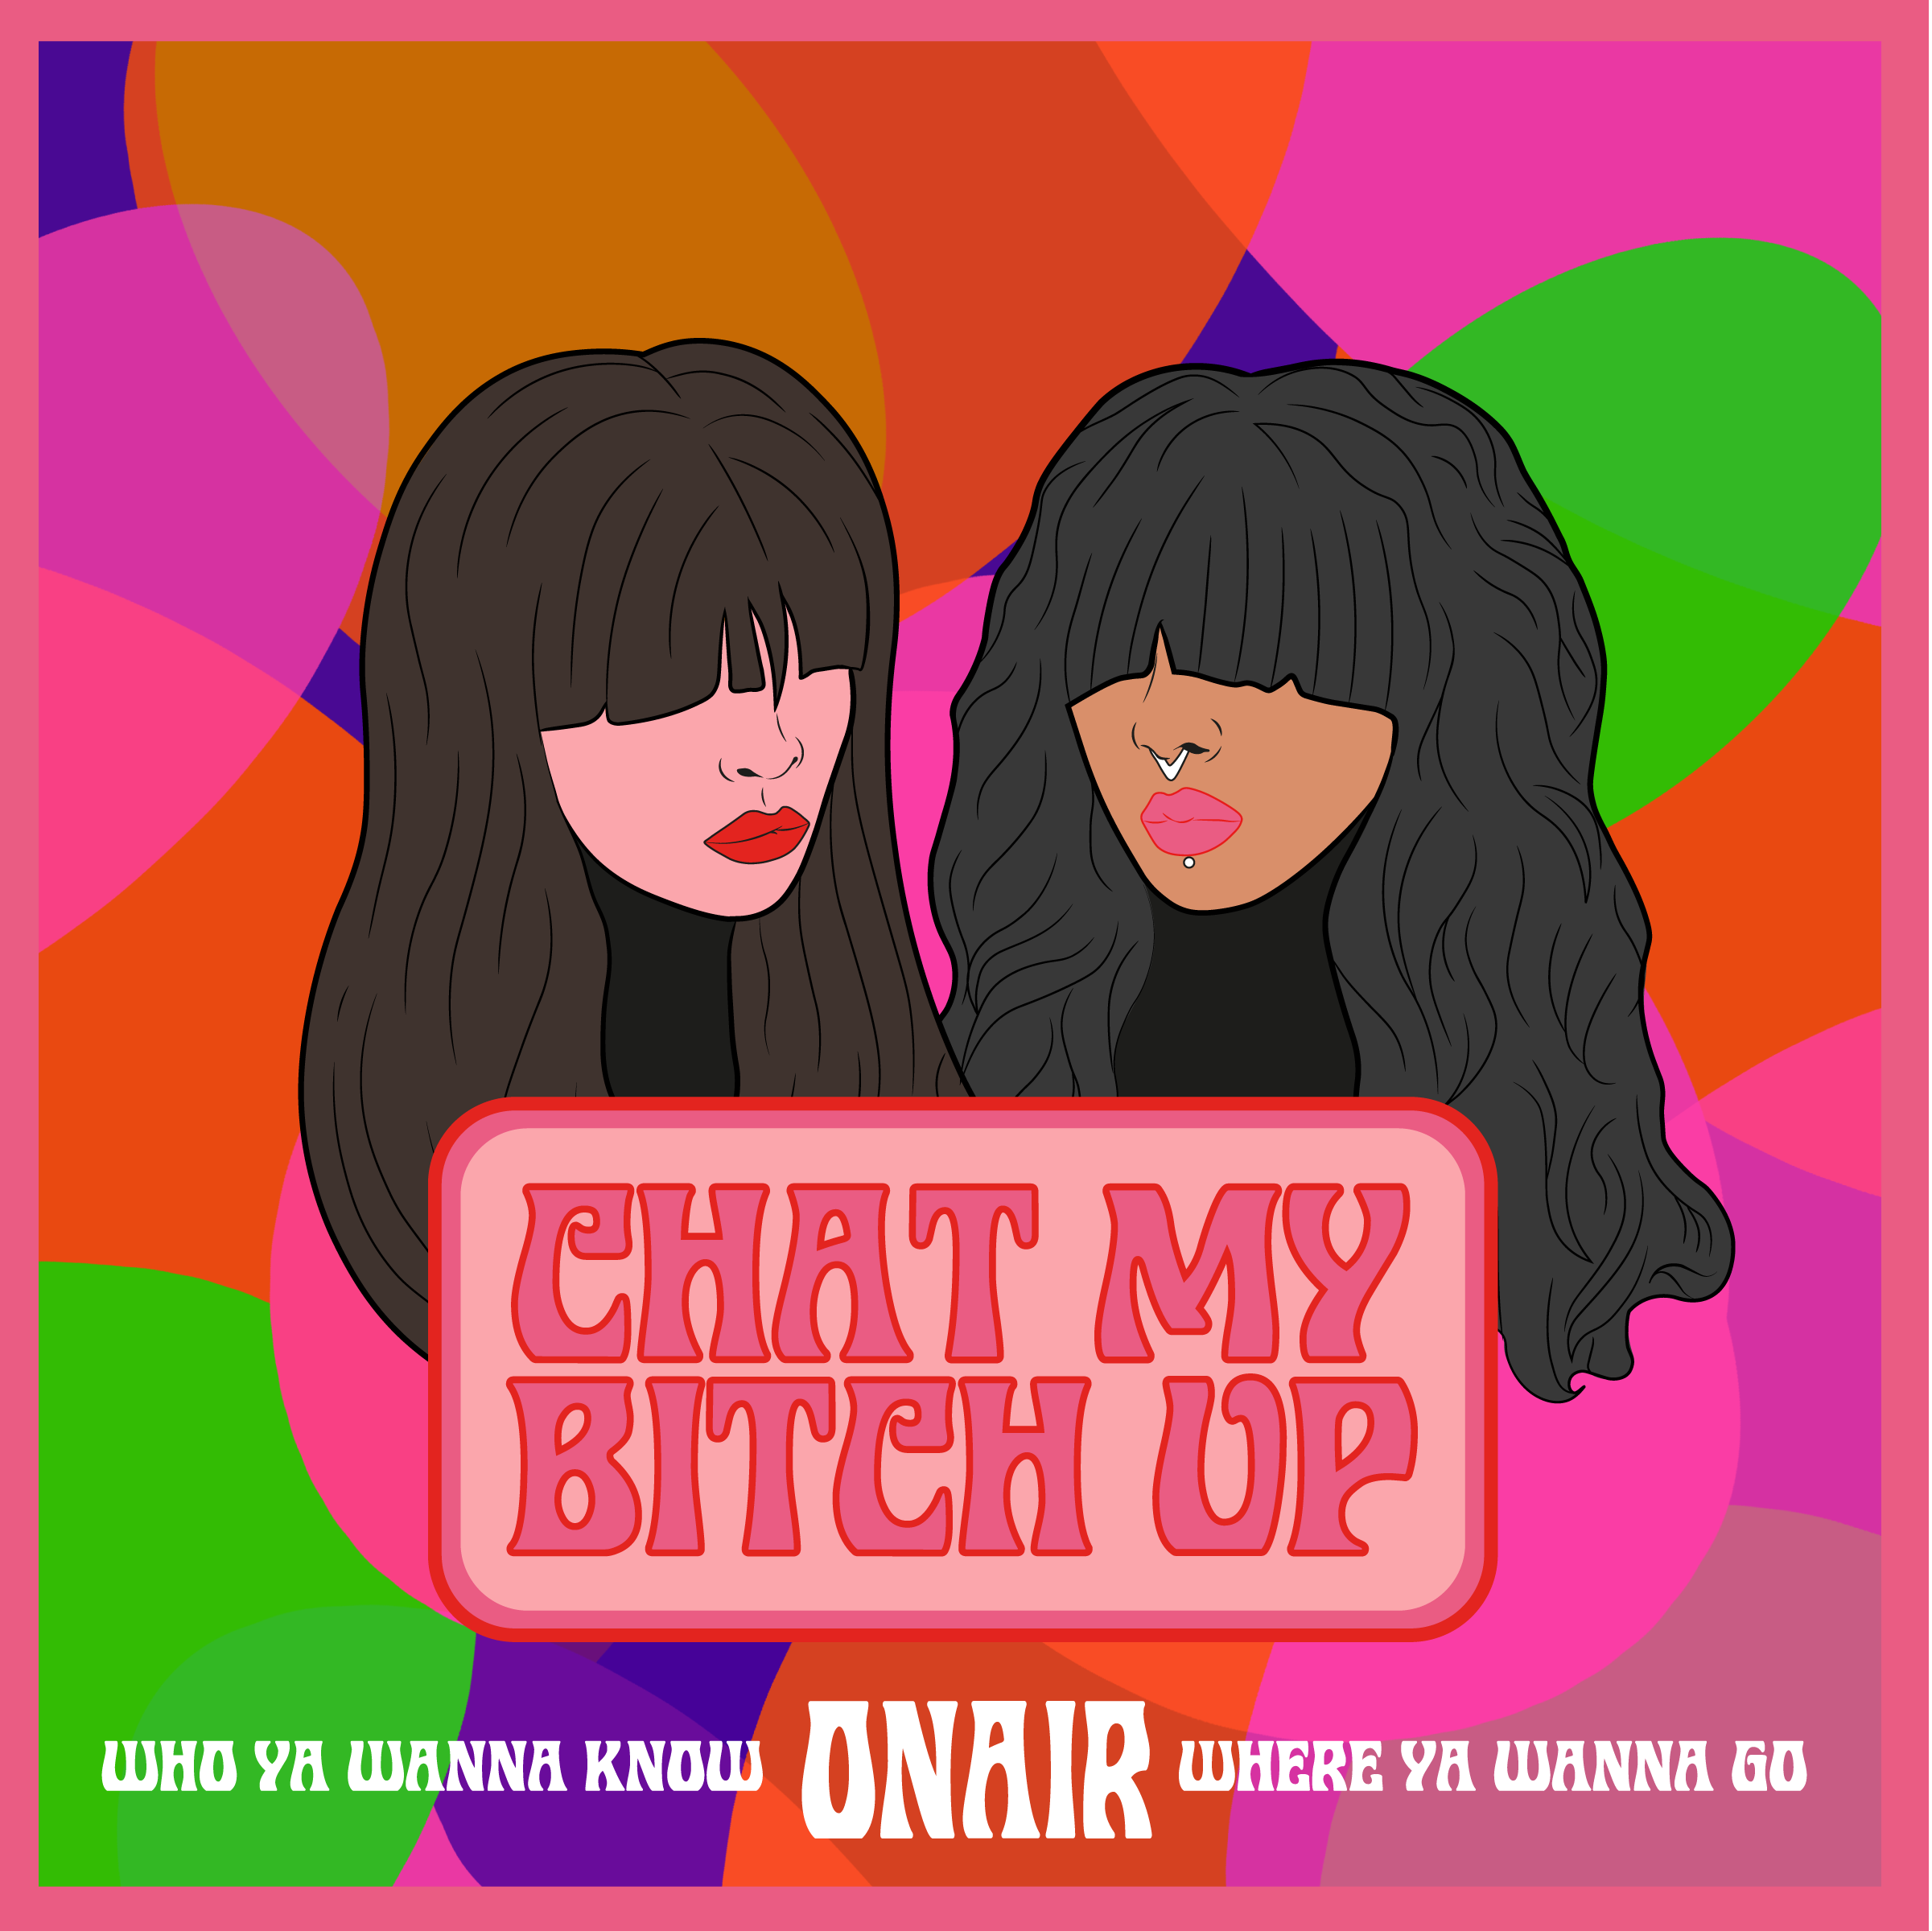 CHAT MY
BITCH UP
WHO YA WANNA KNOW
ONAIR
WHERE YA WANNA GO